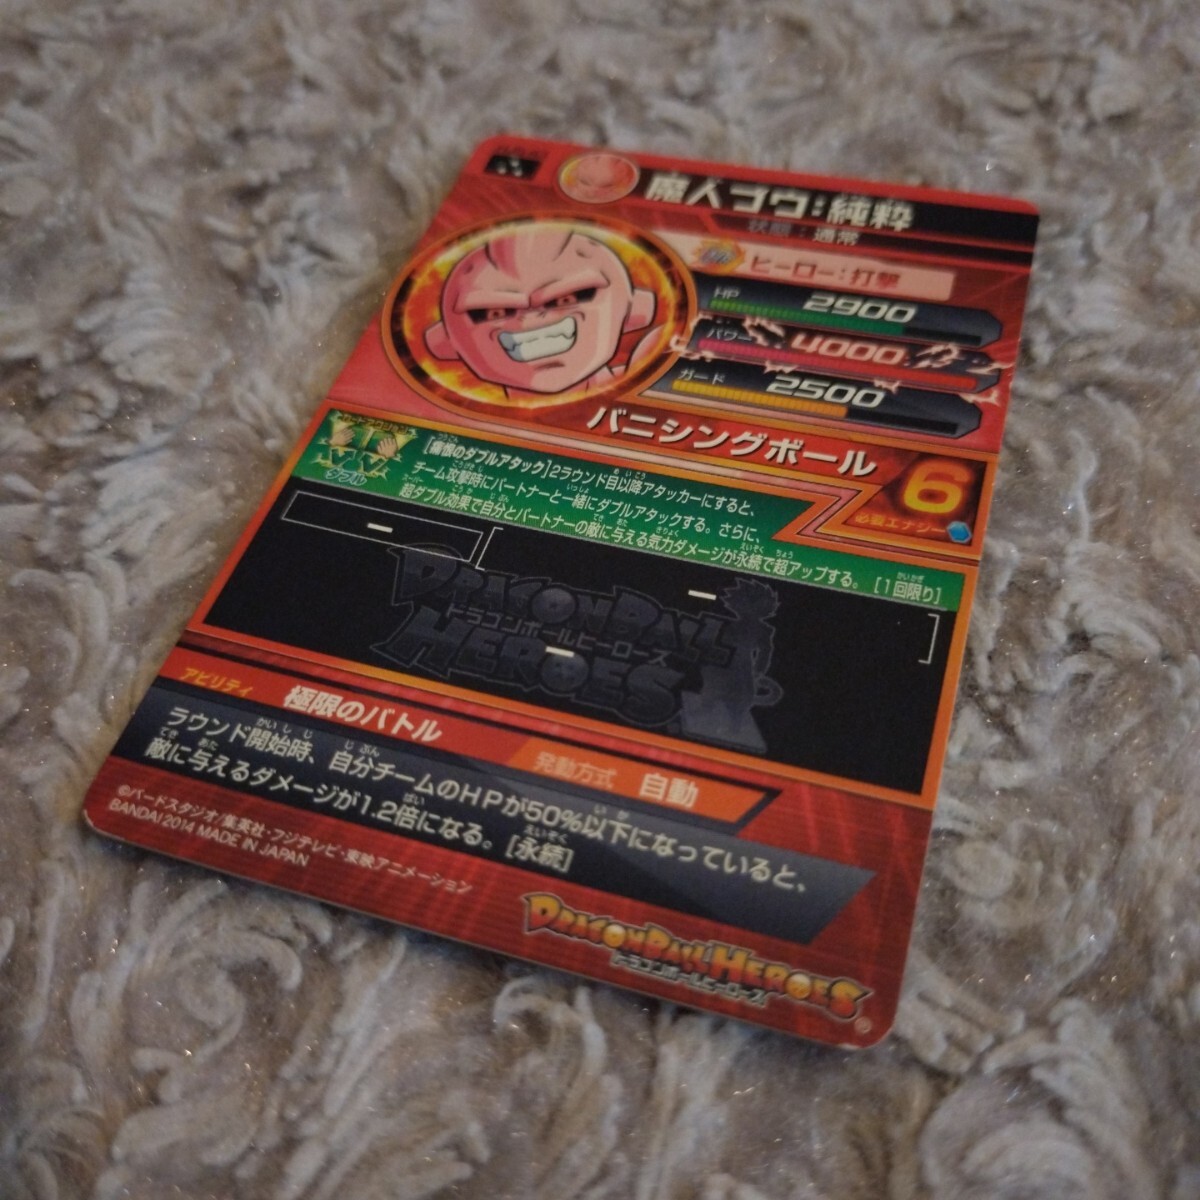 魔人ブウ:純粋
状態:通常
ヒーロー:打撃
HP 2900
パワー 4000
ガード 2500
バニシングボール
6
必要エナジー
カードアクション
ダブル
[痛恨のダブルアタック]2ラウンド目以降アタッカーにすると、
チーム攻撃時にパートナーと一緒にダブルアタックする。さらに、
超ダブル効果で自分とパートナーの敵に与える気力ダメージが永続で超アップする。 [1回限り]
DRAGONBALL
ドラゴンボールヒーローズ
HEROES
アビリティ 極限のバトル
発動方式 自動
ラウンド開始時、自分チームのHPが50%以下になっていると、
敵に与えるダメージが1.2倍になる。[永続]
©バードスタジオ/集英社・フジテレビ・東映アニメーション
BANDAI 2014 MADE IN JAPAN
DRAGONBALL HEROES
ドラゴンボールヒーローズ